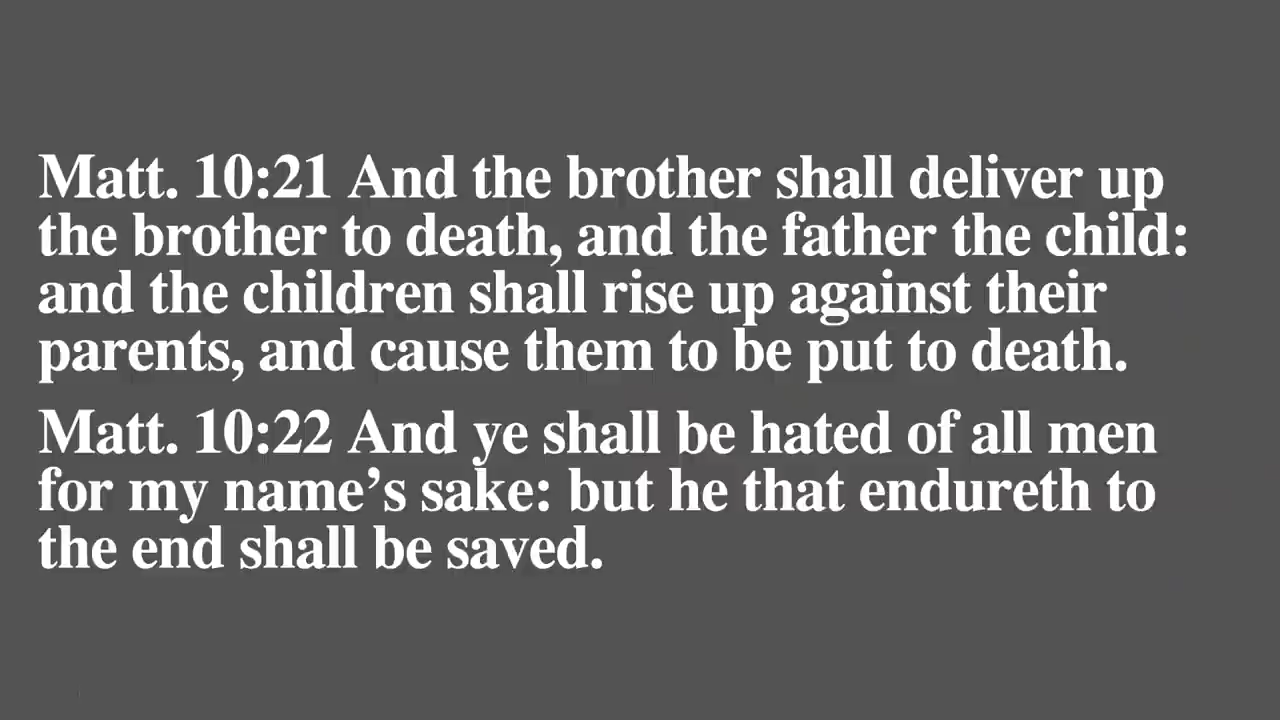 Matt. 10:21 And the brother shall deliver up
the brother to death, and the father the child:
and the children shall rise up against their
parents, and cause them to be put to death.
Matt. 10:22 And ye shall be hated of all men
for my name’s sake: but he that endureth to
the end shall be saved.